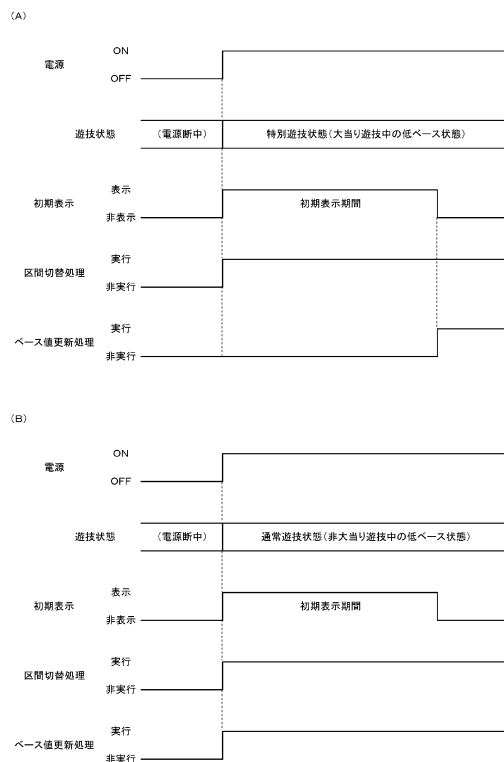 (A)
ON
電源
OFF
遊技状態
(電源断中)
特別遊技状態(大当り遊技中の低ベース状態)
表示
初期表示
初期表示期間
非表示
実行
区間切替処理
非実行
実行
ベース値更新処理
非実行
(B)
ON
電源
OFF
遊技状態
(電源断中)
通常遊技状態(非大当り遊技中の低ベース状態)
表示
初期表示
初期表示期間
非表示
実行
区間切替処理
非実行
実行
ベース値更新処理
非実行